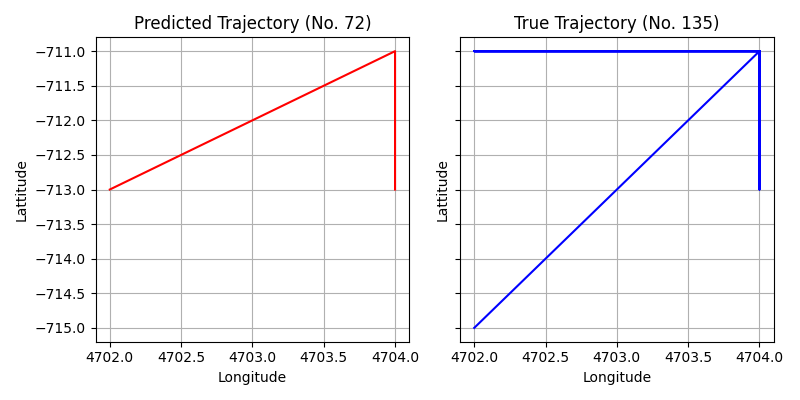 Predicted Trajectory (No. 72)
True Trajectory (No. 135)
Lattitude
−711.0
−711.5
−712.0
−712.5
−713.0
−713.5
−714.0
−714.5
−715.0
Lattitude
4702.0 4702.5 4703.0 4703.5 4704.0
4702.0 4702.5 4703.0 4703.5 4704.0
Longitude
Longitude